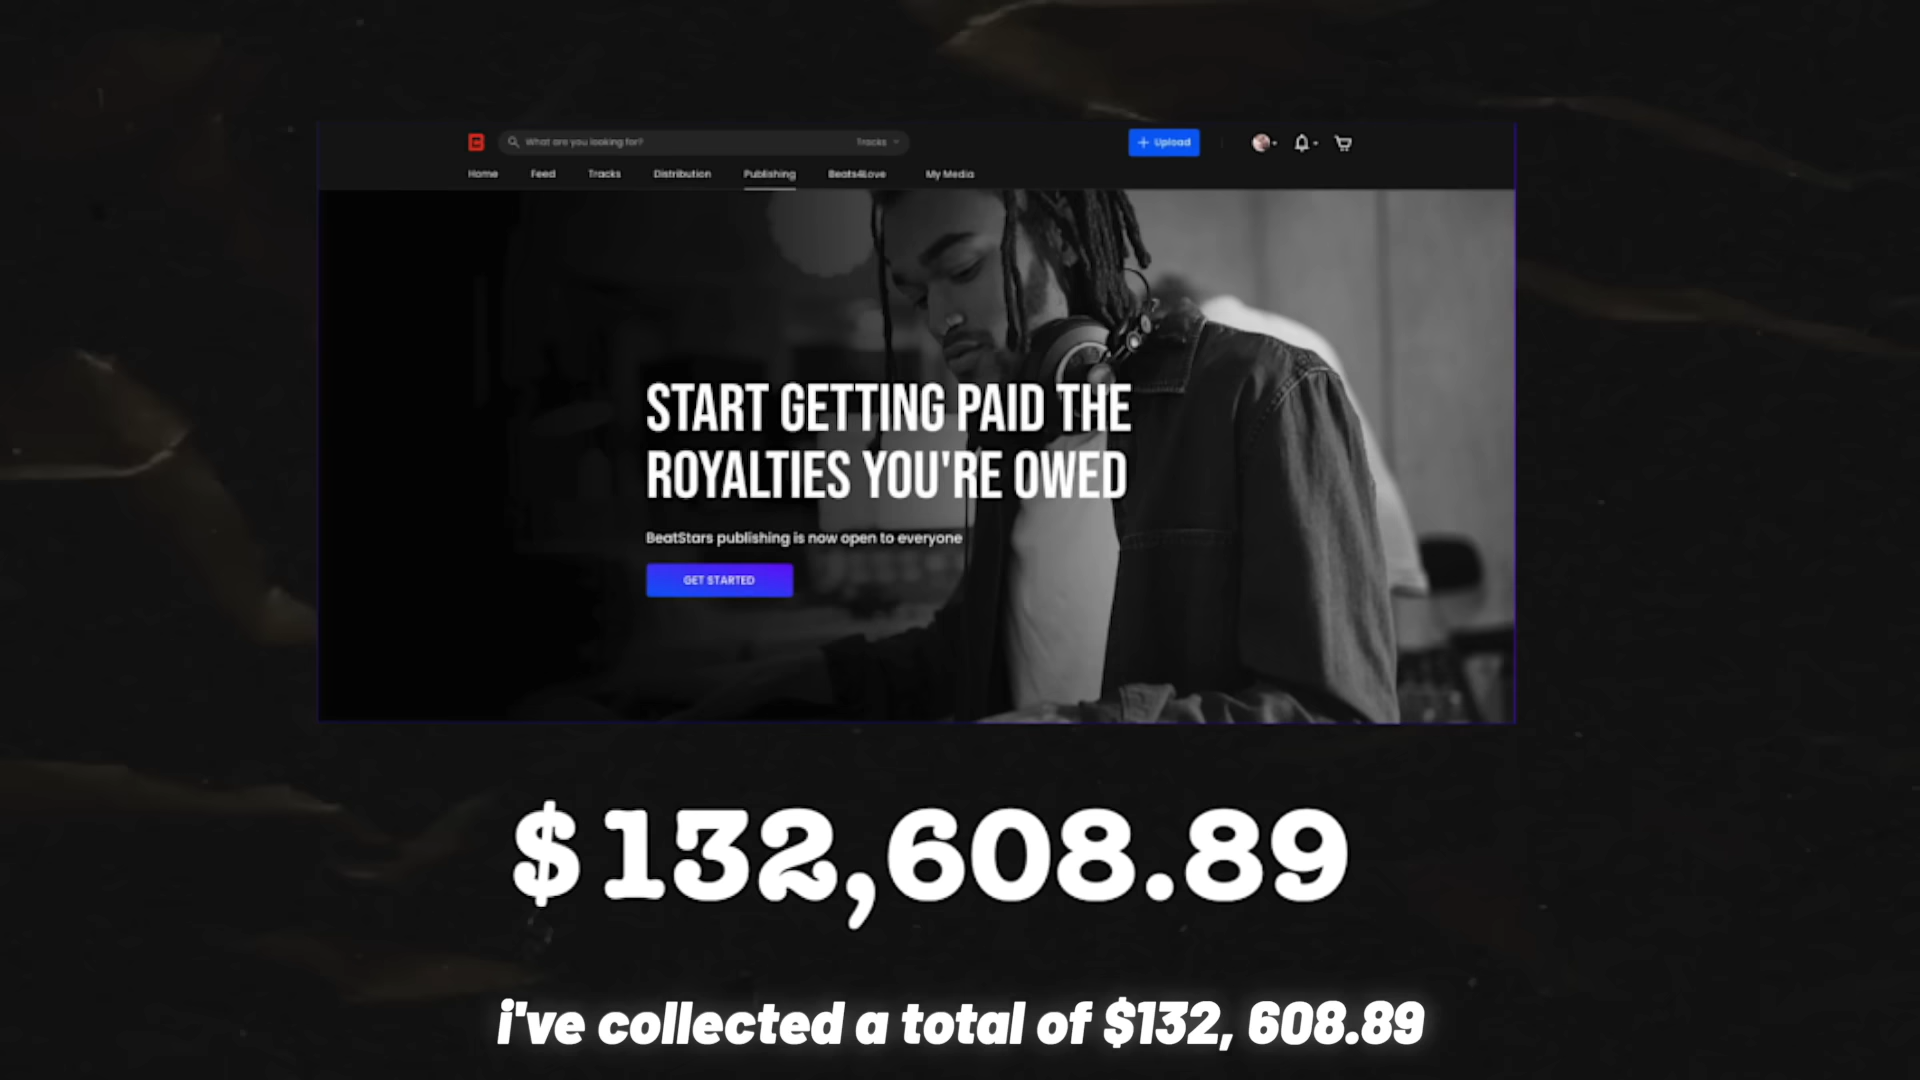 What are you looking for?
Tracks
+ Upload
Home
Feed
Tracks
Distribution
Publishing
Beats4Love
My Media
START GETTING PAID THE
ROYALTIES YOU'RE OWED
BeatStars publishing is now open to everyone
GET STARTED
$132,608.89
i've collected a total of $132, 608.89